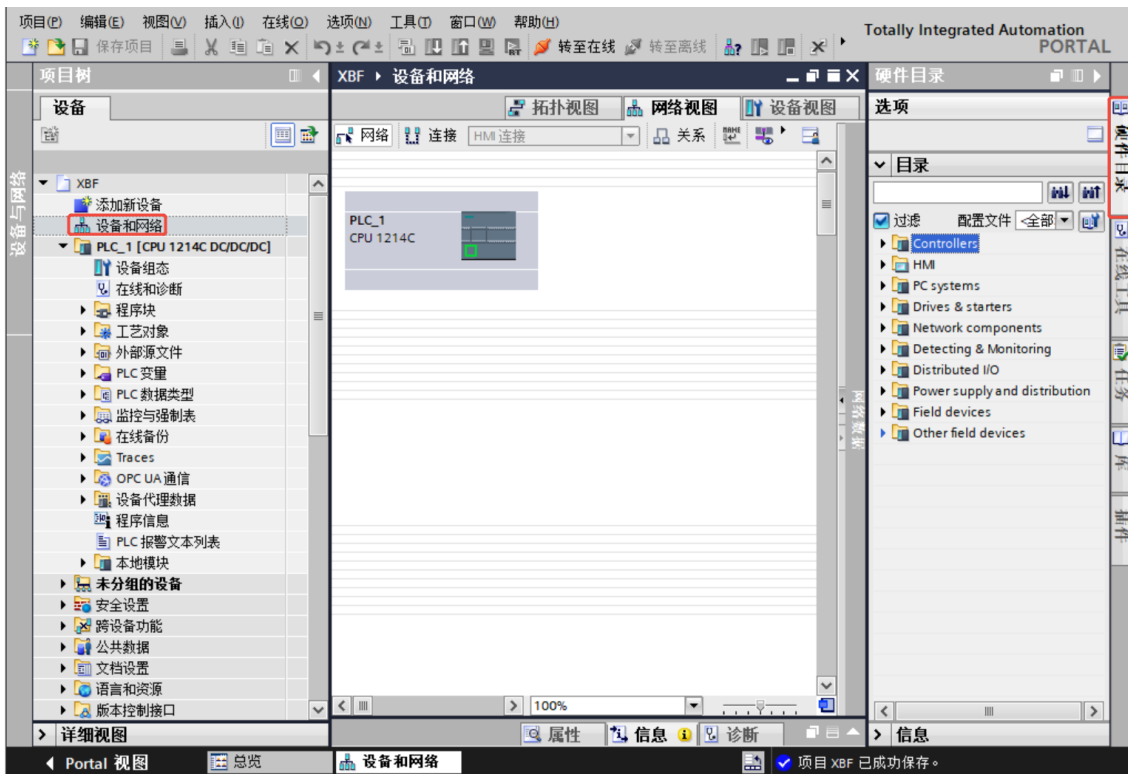 项目(P) 编辑(E) 视图(V) 插入(I) 在线(O) 选项(N) 工具(T) 窗口(W) 帮助(H)
Totally Integrated Automation
PORTAL
保存项目 转至在线 转至离线
项目树
XBF 设备和网络
硬件目录
设备
拓扑视图 网络视图 设备视图
选项
网络 连接 HMI 连接 关系
目录
过滤 配置文件 <全部
XBF
添加新设备
设备和网络
PLC_1 [CPU 1214C DC/DC/DC]
设备组态
在线和诊断
程序块
工艺对象
外部源文件
PLC 变量
PLC 数据类型
监控与强制表
在线备份
Traces
OPC UA 通信
设备代理数据
程序信息
PLC 报警文本列表
本地模块
未分组的设备
安全设置
跨设备功能
公共数据
文档设置
语言和资源
版本控制接口
PLC_1
CPU 1214C
Controllers
HMI
PC systems
Drives & starters
Network components
Detecting & Monitoring
Distributed I/O
Power supply and distribution
Field devices
Other field devices
设备与网络
网络数据
硬件目录
在线工具
任务
库
插件
100%
详细视图
属性 信息 诊断
信息
Portal 视图 总览 设备和网络
项目 XBF 已成功保存。